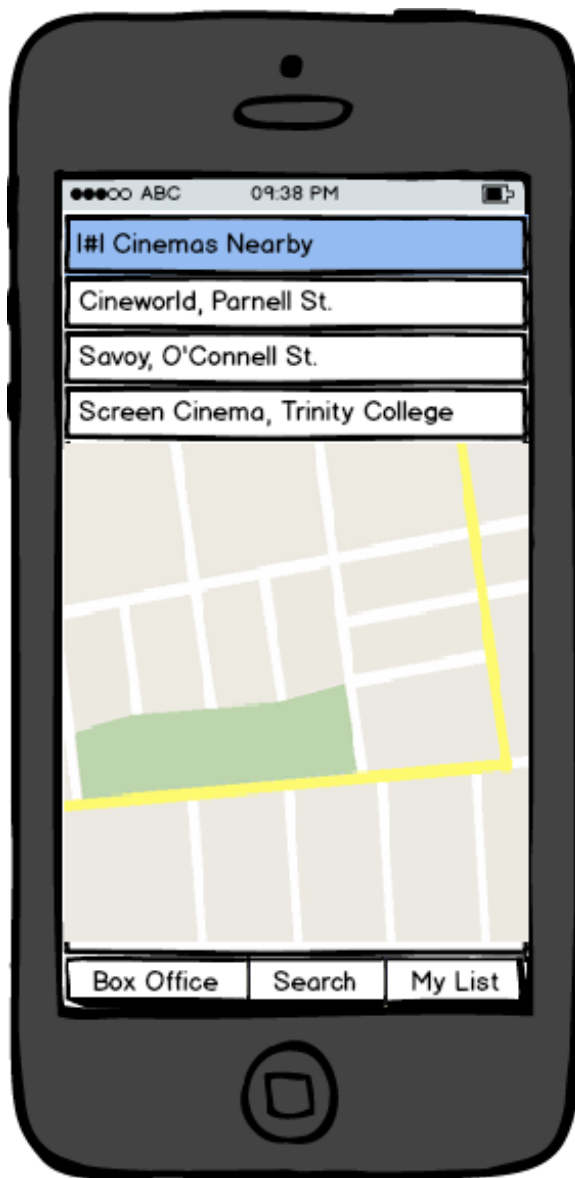 ABC 09:38 PM
|#| Cinemas Nearby
Cineworld, Parnell St.
Savoy, O'Connell St.
Screen Cinema, Trinity College
Box Office Search My List